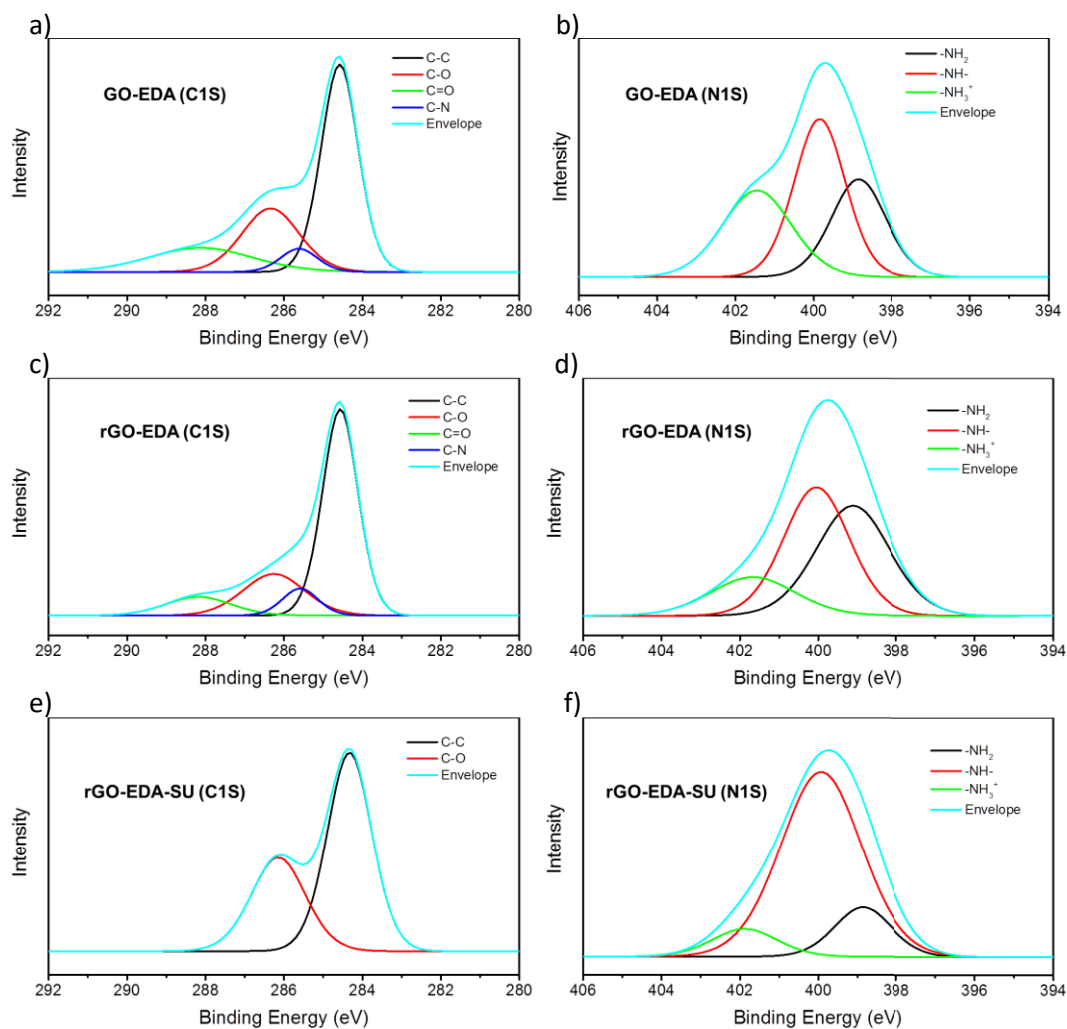 a)
GO-EDA (C1S)
C-C
C-O
C=O
C-N
Envelope
Intensity
292 290 288 286 284 282 280
Binding Energy (eV)
b)
GO-EDA (N1S)
-NH₂
-NH-
-NH₃⁺
Envelope
Intensity
406 404 402 400 398 396 394
Binding Energy (eV)
c)
rGO-EDA (C1S)
C-C
C-O
C=O
C-N
Envelope
Intensity
292 290 288 286 284 282 280
Binding Energy (eV)
d)
rGO-EDA (N1S)
-NH₂
-NH-
-NH₃⁺
Envelope
Intensity
406 404 402 400 398 396 394
Binding Energy (eV)
e)
rGO-EDA-SU (C1S)
C-C
C-O
Envelope
Intensity
292 290 288 286 284 282 280
Binding Energy (eV)
f)
rGO-EDA-SU (N1S)
-NH₂
-NH-
-NH₃⁺
Envelope
Intensity
406 404 402 400 398 396 394
Binding Energy (eV)